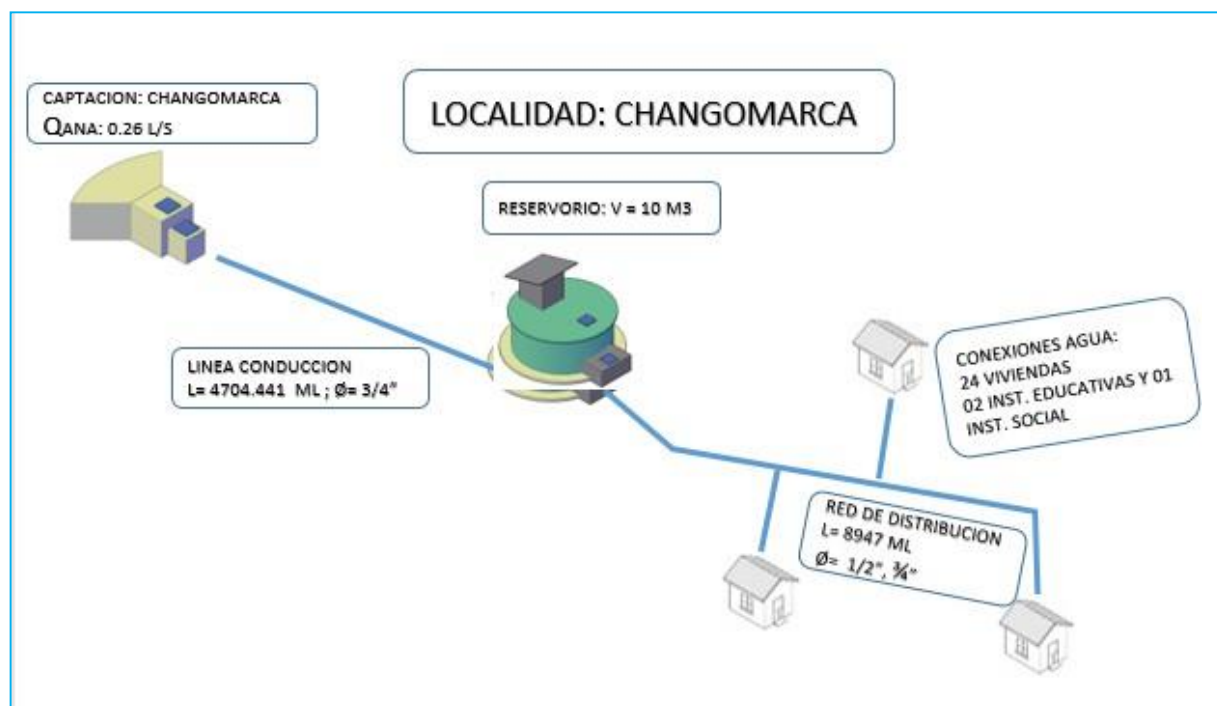 CAPTACION: CHANGOMARCA
QANA: 0.26 L/S
LOCALIDAD: CHANGOMARCA
RESERVORIO: V = 10 M3
LINEA CONDUCCION
L= 4704.441 ML ; Ø= 3/4"
CONEXIONES AGUA:
24 VIVIENDAS
02 INST. EDUCATIVAS Y 01
INST. SOCIAL
RED DE DISTRIBUCION
L= 8947 ML
Ø= 1/2", ¾"